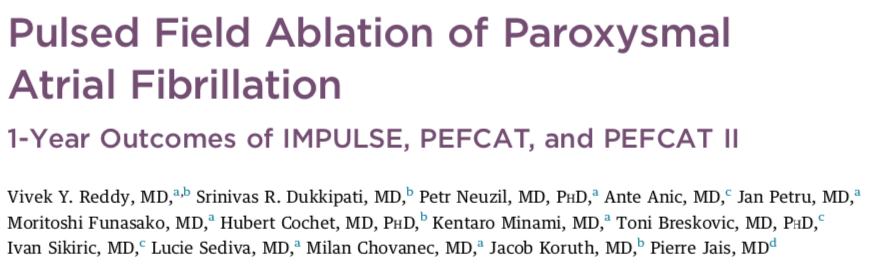 Pulsed Field Ablation of Paroxysmal
Atrial Fibrillation
1-Year Outcomes of IMPULSE, PEFCAT, and PEFCAT II
Vivek Y. Reddy, MD,a,b Srinivas R. Dukkipati, MD,b Petr Neuzil, MD, PHD,a Ante Anic, MD,c Jan Petru, MD,a
Moritoshi Funasako, MD,a Hubert Cochet, MD, PHD,b Kentaro Minami, MD,a Toni Breskovic, MD, PHD,c
Ivan Sikiric, MD,c Lucie Sediva, MD,a Milan Chovanec, MD,a Jacob Koruth, MD,b Pierre Jais, MDd